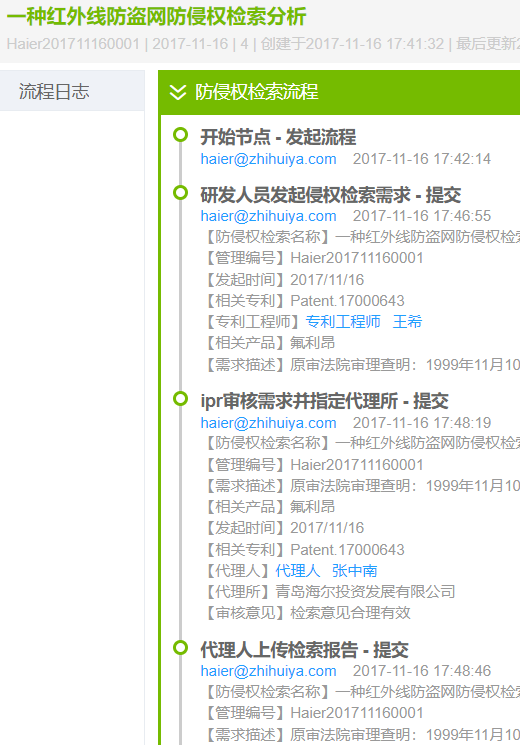 一种红外线防盗网防侵权检索分析
Haier201711160001 | 2017-11-16 | 4 | 创建于2017-11-16 17:41:32 | 最后更新2
流程日志
防侵权检索流程
开始节点 - 发起流程
haier@zhihuiya.com 2017-11-16 17:42:14
研发人员发起侵权检索需求 - 提交
haier@zhihuiya.com 2017-11-16 17:46:55
【防侵权检索名称】一种红外线防盗网防侵权检索
【管理编号】Haier201711160001
【发起时间】2017/11/16
【相关专利】Patent.17000643
【专利工程师】专利工程师 王希
【相关产品】氟利昂
【需求描述】原审法院审理查明：1999年11月10
ipr审核需求并指定代理所 - 提交
haier@zhihuiya.com 2017-11-16 17:48:19
【防侵权检索名称】一种红外线防盗网防侵权检索
【管理编号】Haier201711160001
【需求描述】原审法院审理查明：1999年11月10
【相关产品】氟利昂
【发起时间】2017/11/16
【相关专利】Patent.17000643
【代理人】代理人 张中南
【代理所】青岛海尔投资发展有限公司
【审核意见】检索意见合理有效
代理人上传检索报告 - 提交
haier@zhihuiya.com 2017-11-16 17:48:46
【防侵权检索名称】一种红外线防盗网防侵权检索
【管理编号】Haier201711160001
【需求描述】原审法院审理查明：1999年11月10